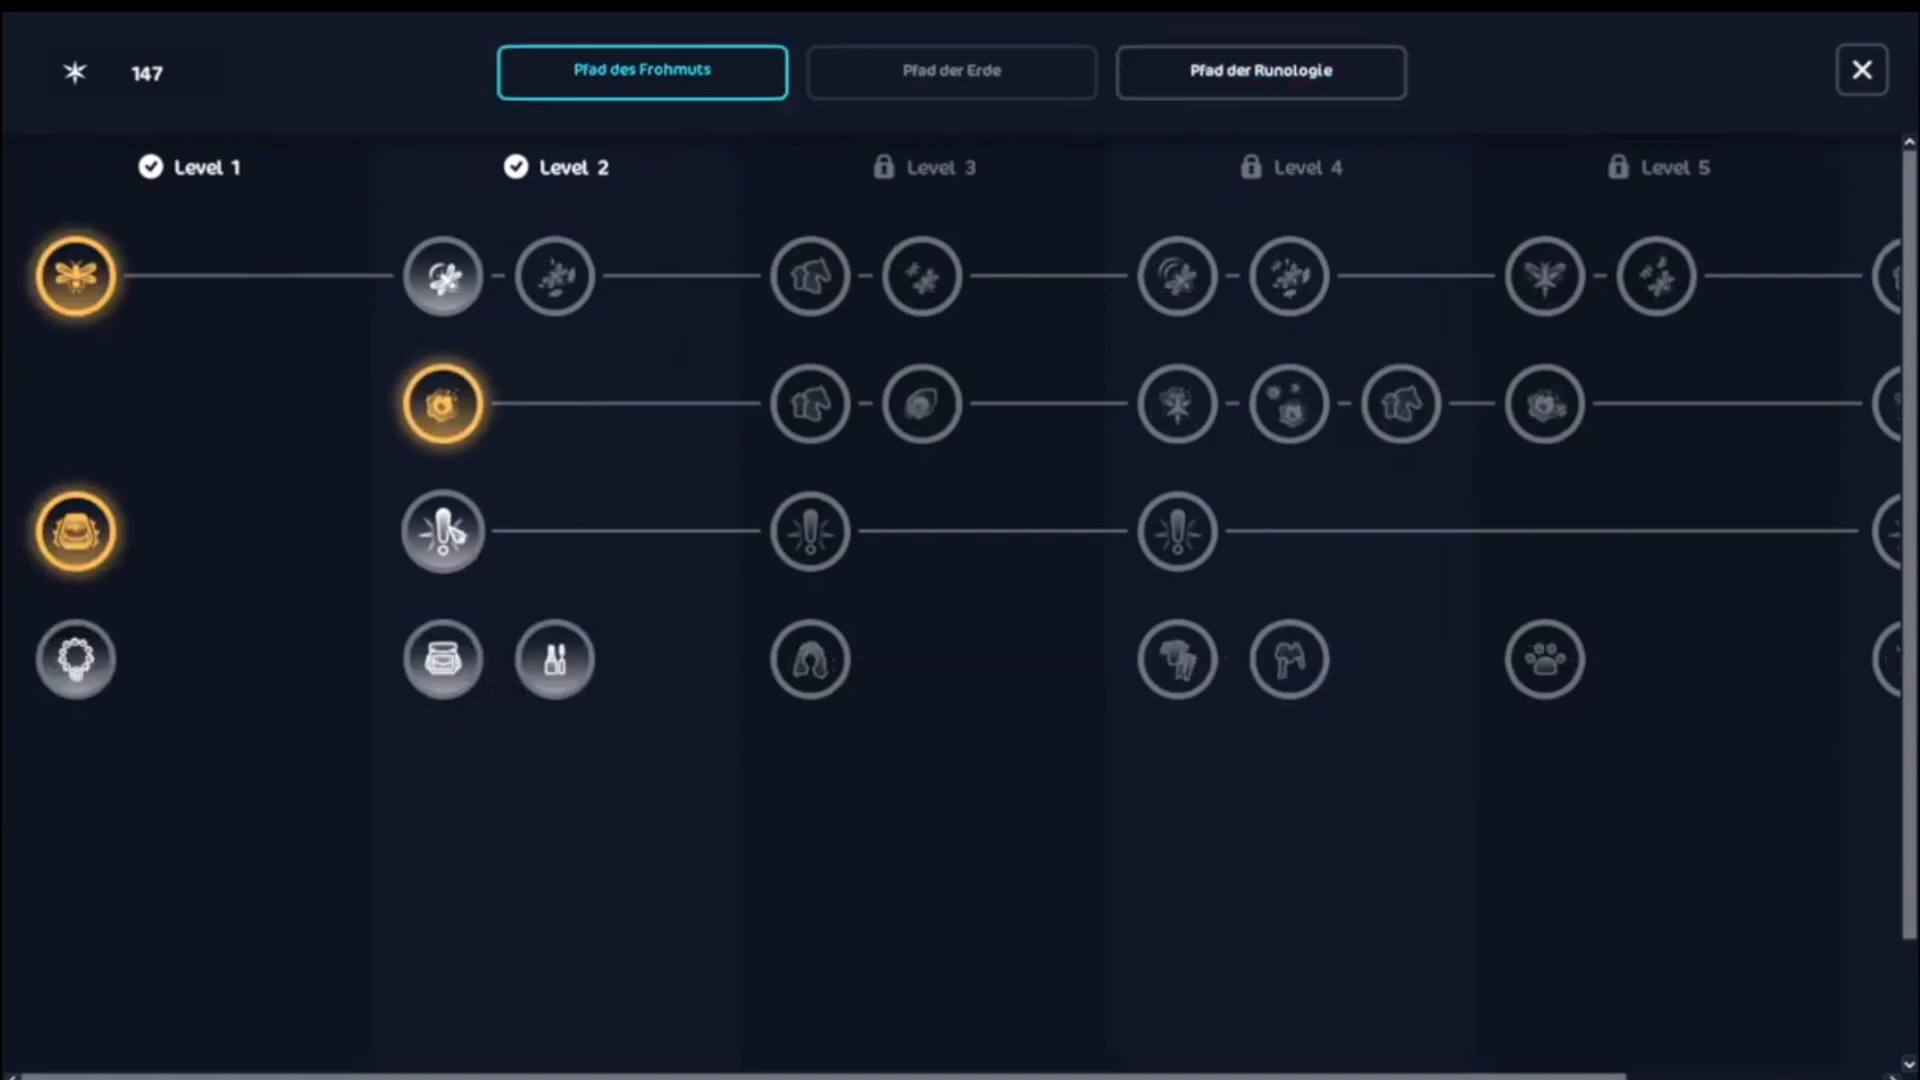 147
Pfad des Frohmuts
Pfad der Erde
Pfad der Runologie
Level 1
Level 2
Level 3
Level 4
Level 5